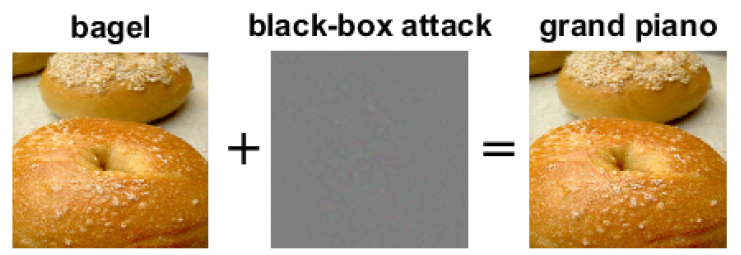 bagel
black-box attack
grand piano
+
=